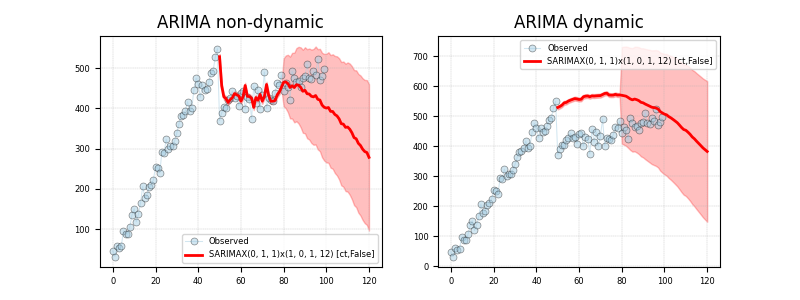 ARIMA non-dynamic
500
400
300
200
100
0 20 40 60 80 100 120
Observed
SARIMAX(0, 1, 1)x(1, 0, 1, 12) [ct,False]
ARIMA dynamic
700
600
500
400
300
200
100
0
0 20 40 60 80 100 120
Observed
SARIMAX(0, 1, 1)x(1, 0, 1, 12) [ct,False]